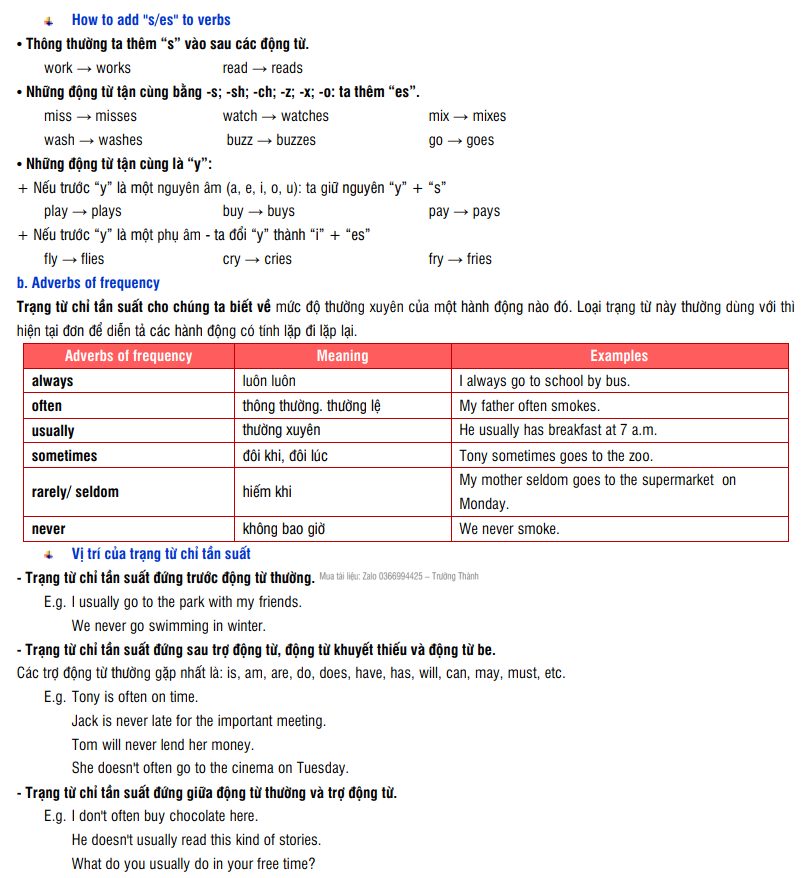 How to add "s/es" to verbs
• Thông thường ta thêm “s” vào sau các động từ.
work → works read → reads
• Những động từ tận cùng bằng -s; -sh; -ch; -z; -x; -o: ta thêm “es”.
miss → misses watch → watches mix → mixes
wash → washes buzz → buzzes go → goes
• Những động từ tận cùng là “y”:
+ Nếu trước “y” là một nguyên âm (a, e, i, o, u): ta giữ nguyên “y” + “s”
play → plays buy → buys pay → pays
+ Nếu trước “y” là một phụ âm - ta đổi “y” thành “i” + “es”
fly → flies cry → cries fry → fries
b. Adverbs of frequency
Trạng từ chỉ tần suất cho chúng ta biết về mức độ thường xuyên của một hành động nào đó. Loại trạng từ này thường dùng với thì
hiện tại đơn để diễn tả các hành động có tính lặp đi lặp lại.
Adverbs of frequency Meaning Examples
always luôn luôn I always go to school by bus.
often thông thường. thường lệ My father often smokes.
usually thường xuyên He usually has breakfast at 7 a.m.
sometimes đôi khi, đôi lúc Tony sometimes goes to the zoo.
rarely/ seldom hiếm khi My mother seldom goes to the supermarket on
Monday.
never không bao giờ We never smoke.
Vị trí của trạng từ chỉ tần suất
- Trạng từ chỉ tần suất đứng trước động từ thường. Mua tài liệu: Zalo 0366994425 – Trường Thành
E.g. I usually go to the park with my friends.
We never go swimming in winter.
- Trạng từ chỉ tần suất đứng sau trợ động từ, động từ khuyết thiếu và động từ be.
Các trợ động từ thường gặp nhất là: is, am, are, do, does, have, has, will, can, may, must, etc.
E.g. Tony is often on time.
Jack is never late for the important meeting.
Tom will never lend her money.
She doesn't often go to the cinema on Tuesday.
- Trạng từ chỉ tần suất đứng giữa động từ thường và trợ động từ.
E.g. I don't often buy chocolate here.
He doesn't usually read this kind of stories.
What do you usually do in your free time?